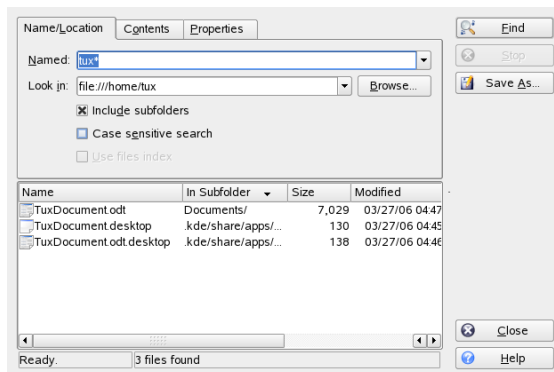 Name/Location Contents Properties
Named: tux*
Look in: file:///home/tux Browse...
Include subfolders
Case sensitive search
Use files index
Find
Stop
Save As...
Name In Subfolder Size Modified
TuxDocument.odt Documents/ 7,029 03/27/06 04:47
TuxDocument.desktop .kde/share/apps/... 130 03/27/06 04:45
TuxDocument.odt.desktop .kde/share/apps/... 138 03/27/06 04:46
Close
Help
Ready. 3 files found